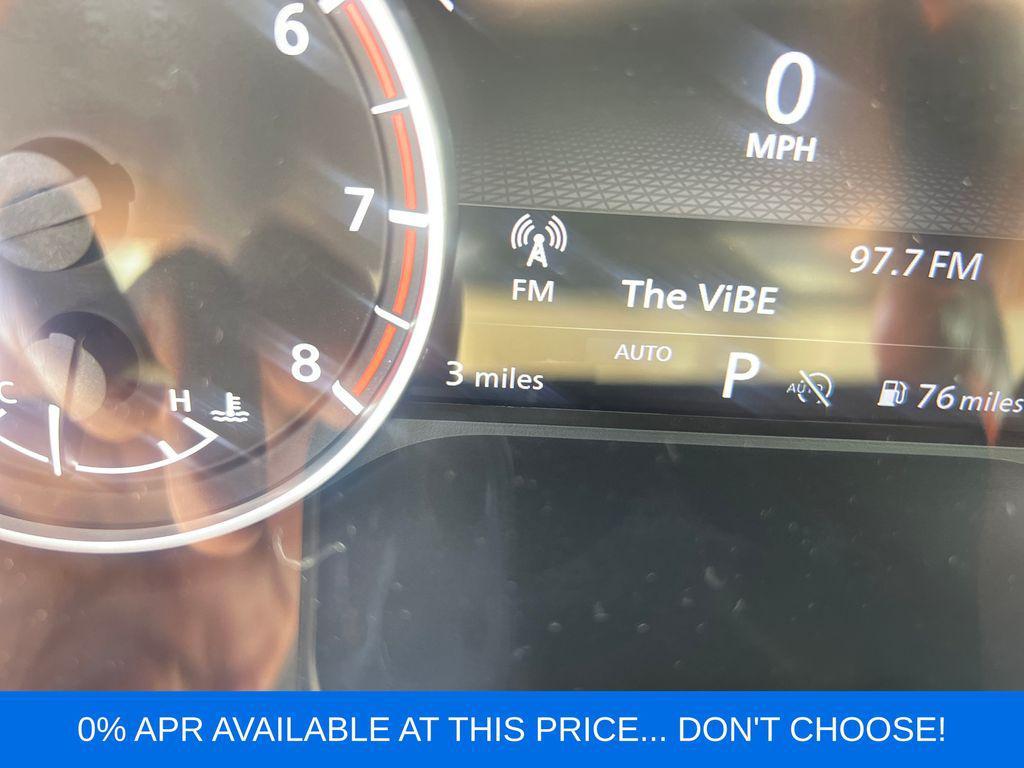 6
0
MPH
7
97.7 FM
FM
The ViBE
AUTO
8
3 miles
P
76 miles
C
H
0% APR AVAILABLE AT THIS PRICE... DON'T CHOOSE!